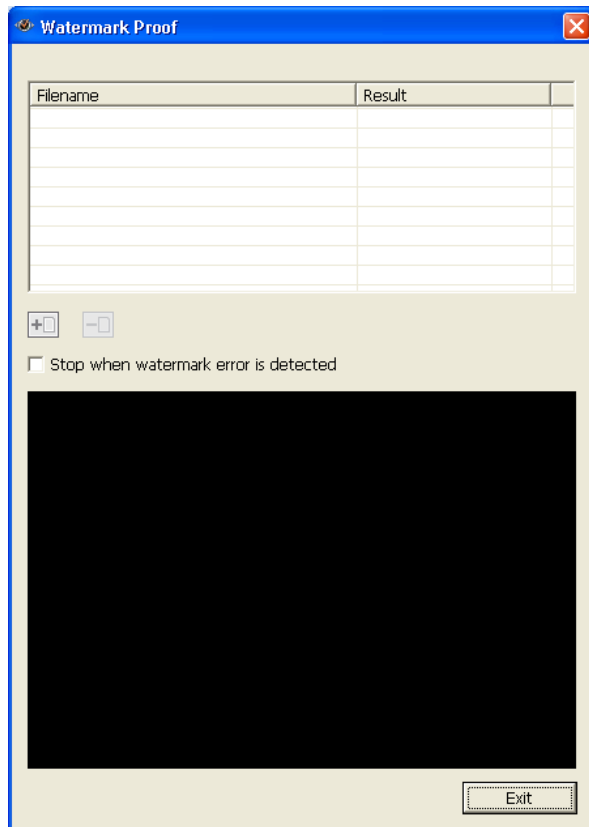 Watermark Proof
Filename Result
Stop when watermark error is detected
Exit